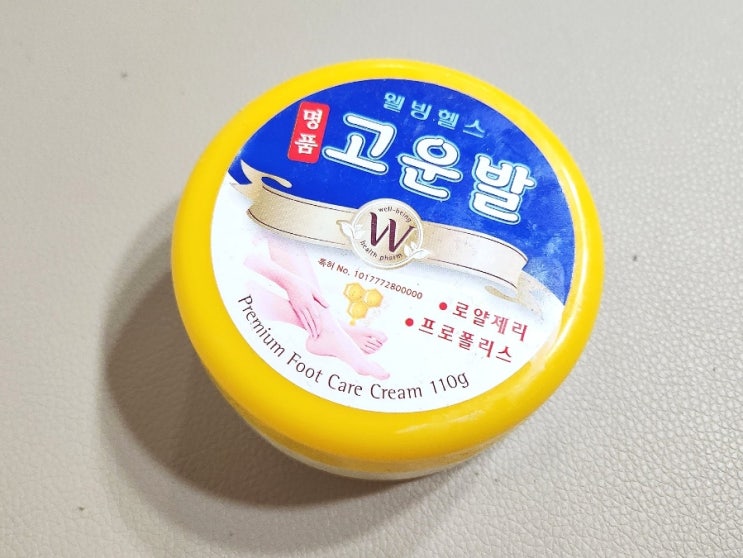 웰빙헬스
명품
고운발
well-being
W
health pharm
특허 No. 1017772800000
• 로얄제리
• 프로폴리스
Premium Foot Care Cream 110g